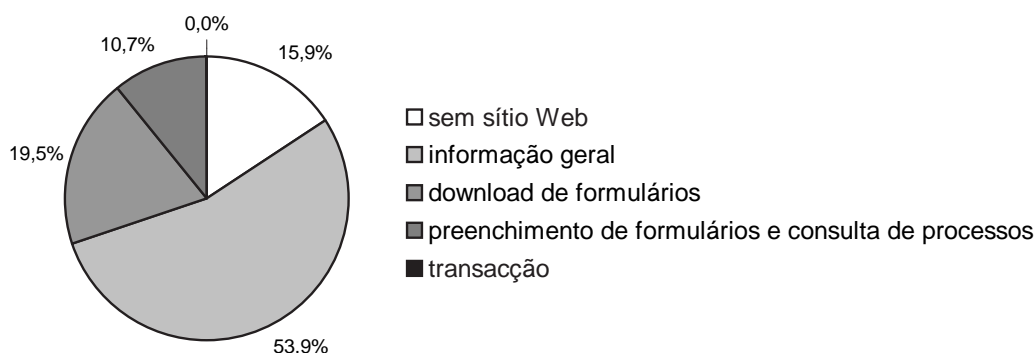 0,0%
10,7%
15,9%
19,5%
53,9%
sem sítio Web
informação geral
download de formulários
preenchimento de formulários e consulta de processos
transacção